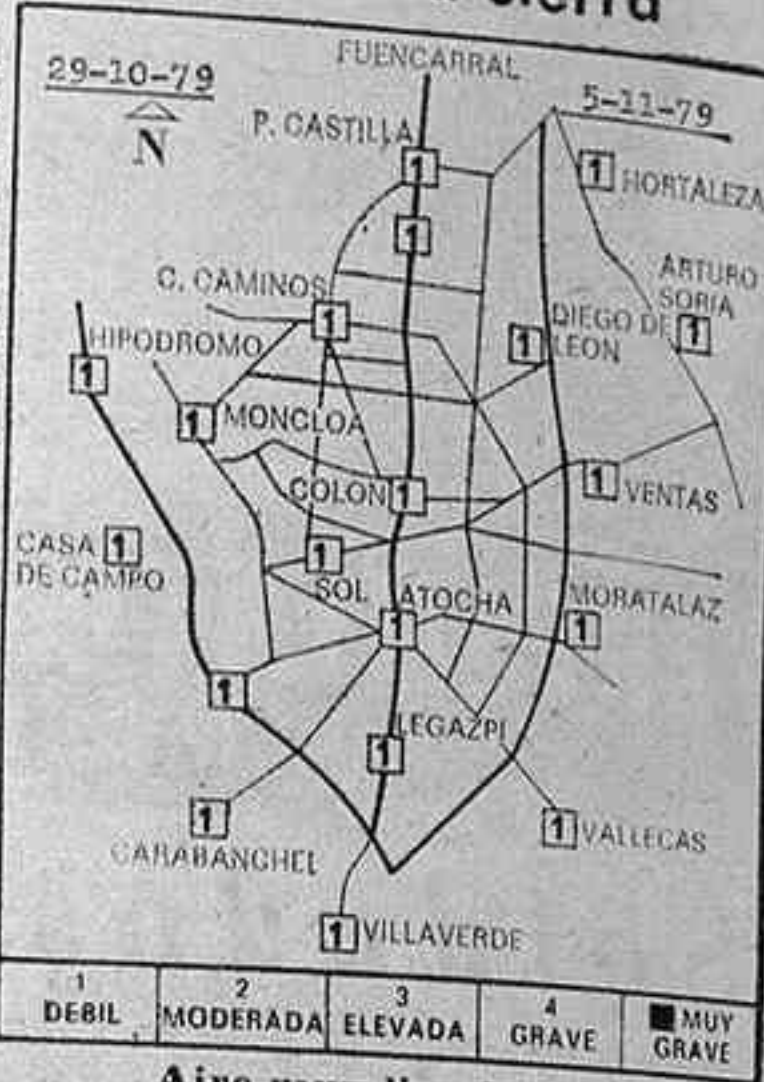 29-10-79
N
FUENCARRAL
5-11-79
P. CASTILLA
1
1 HORTALEZA
1
C. CAMINOS
1
ARTURO
SORIA
1
DIEGO DE
LEON
1
HIPODROMO
1
1 MONCLOA
COLON 1
1 VENTAS
CASA 1
DE CAMPO
1
SOL
ATOCHA
1
MORATALAZ
1
1
LEGAZPI
1
1
CARABANCHEL
1 VALLECAS
1 VILLAVERDE
1 DEBIL
2 MODERADA
3 ELEVADA
4 GRAVE
MUY GRAVE